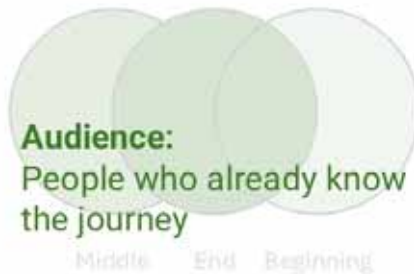 Audience:
People who already know
the journey
Middle End Beginning